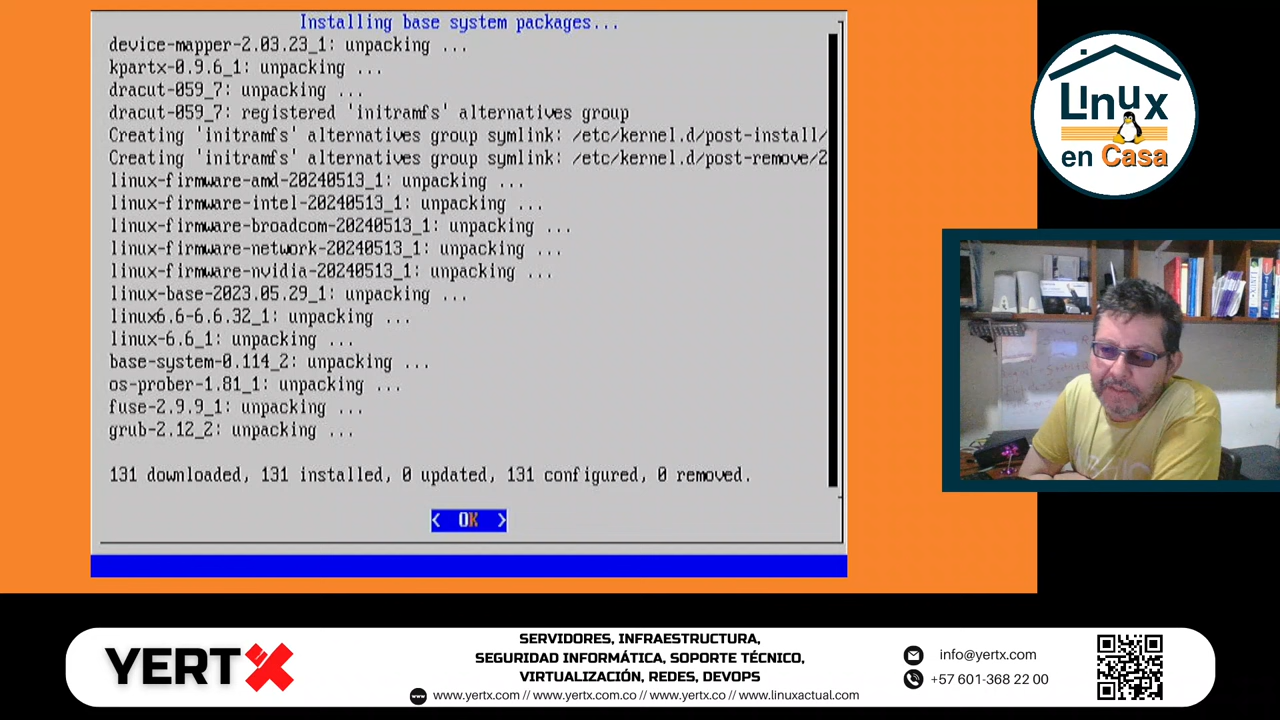 Installing base system packages...
device-mapper-2.03.23_1: unpacking ...
kpartx-0.9.6_1: unpacking ...
dracut-059_7: unpacking ...
dracut-059_7: registered 'initramfs' alternatives group
Creating 'initramfs' alternatives group symlink: /etc/kernel.d/post-install/
Creating 'initramfs' alternatives group symlink: /etc/kernel.d/post-remove/2
linux-firmware-amd-20240513_1: unpacking ...
linux-firmware-intel-20240513_1: unpacking ...
linux-firmware-broadcom-20240513_1: unpacking ...
linux-firmware-network-20240513_1: unpacking ...
linux-firmware-nvidia-20240513_1: unpacking ...
linux-base-2023.05.29_1: unpacking ...
linux6.6-6.6.32_1: unpacking ...
linux-6.6_1: unpacking ...
base-system-0.114_2: unpacking ...
os-prober-1.81_1: unpacking ...
fuse-2.9.9_1: unpacking ...
grub-2.12_2: unpacking ...
131 downloaded, 131 installed, 0 updated, 131 configured, 0 removed.
< OK >
Linux
en Casa
YERTX
SERVIDORES, INFRAESTRUCTURA,
SEGURIDAD INFORMÁTICA, SOPORTE TÉCNICO,
VIRTUALIZACIÓN, REDES, DEVOPS
www.yertx.com // www.yertx.com.co // www.yertx.co // www.linuxactual.com
info@yertx.com
+57 601-368 22 00